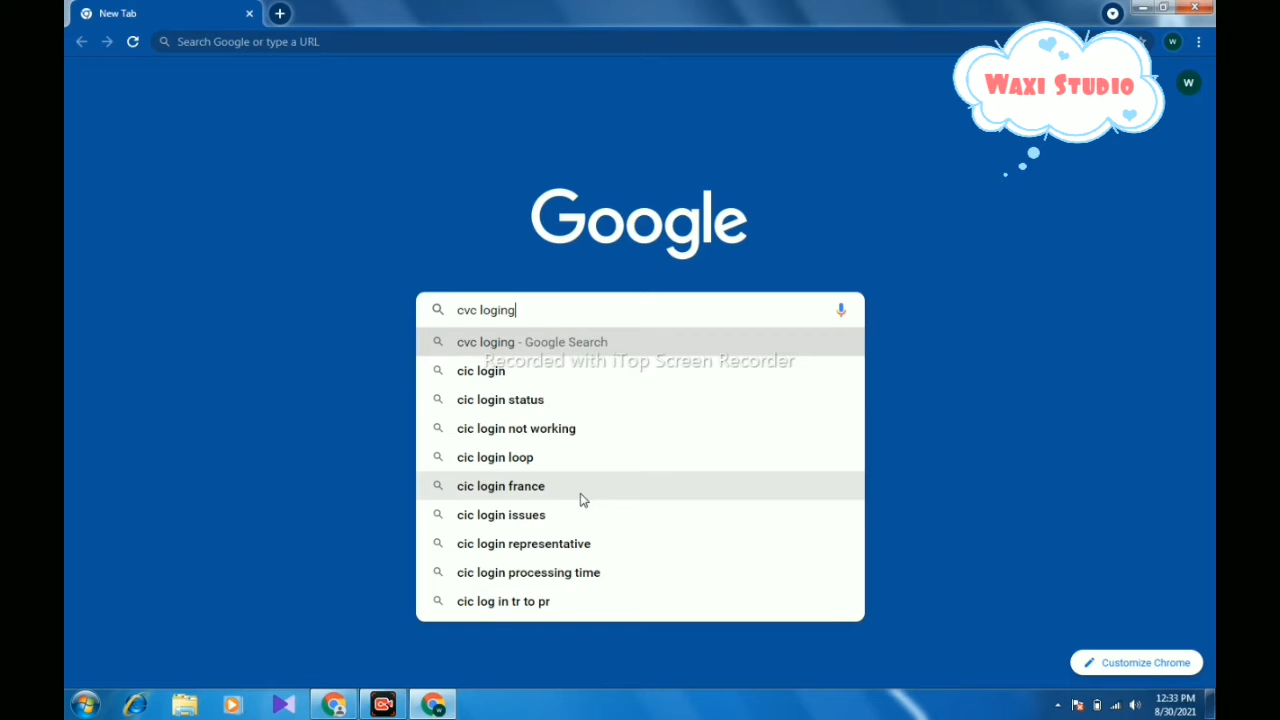 New Tab
Search Google or type a URL
W
Waxi Studio
W
Google
cvc loging
cvc loging - Google Search
Recorded with iTop Screen Recorder
cic login
cic login status
cic login not working
cic login loop
cic login france
cic login issues
cic login representative
cic login processing time
cic log in tr to pr
Customize Chrome
12:33 PM
8/30/2021